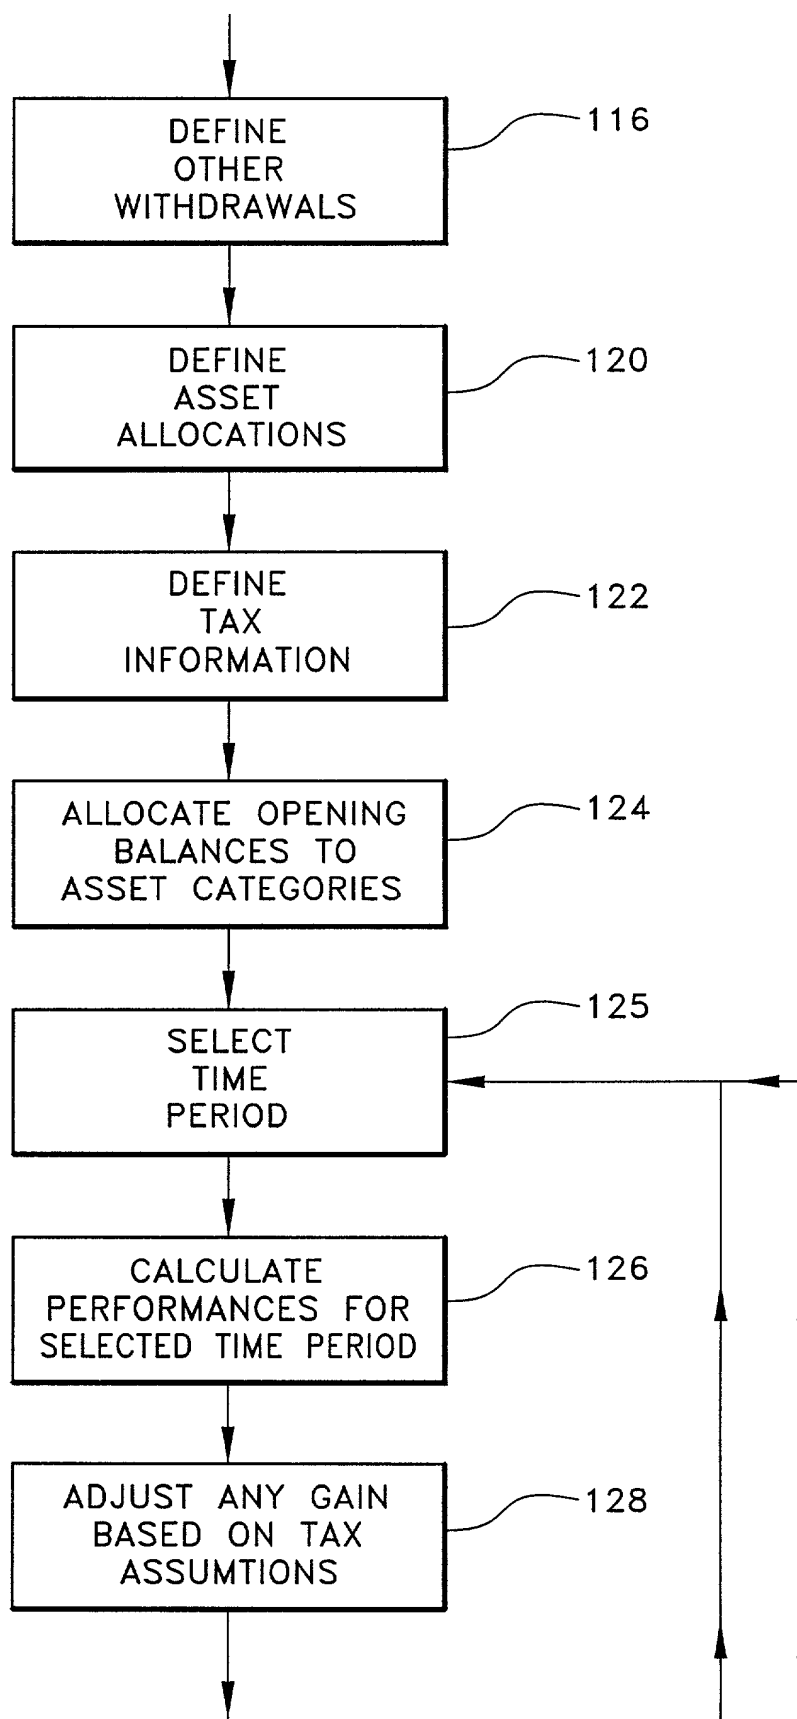 DEFINE
OTHER
WITHDRAWALS
116
DEFINE
ASSET
ALLOCATIONS
120
DEFINE
TAX
INFORMATION
122
ALLOCATE OPENING
BALANCES TO
ASSET CATEGORIES
124
SELECT
TIME
PERIOD
125
CALCULATE
PERFORMANCES FOR
SELECTED TIME PERIOD
126
ADJUST ANY GAIN
BASED ON TAX
ASSUMTIONS
128